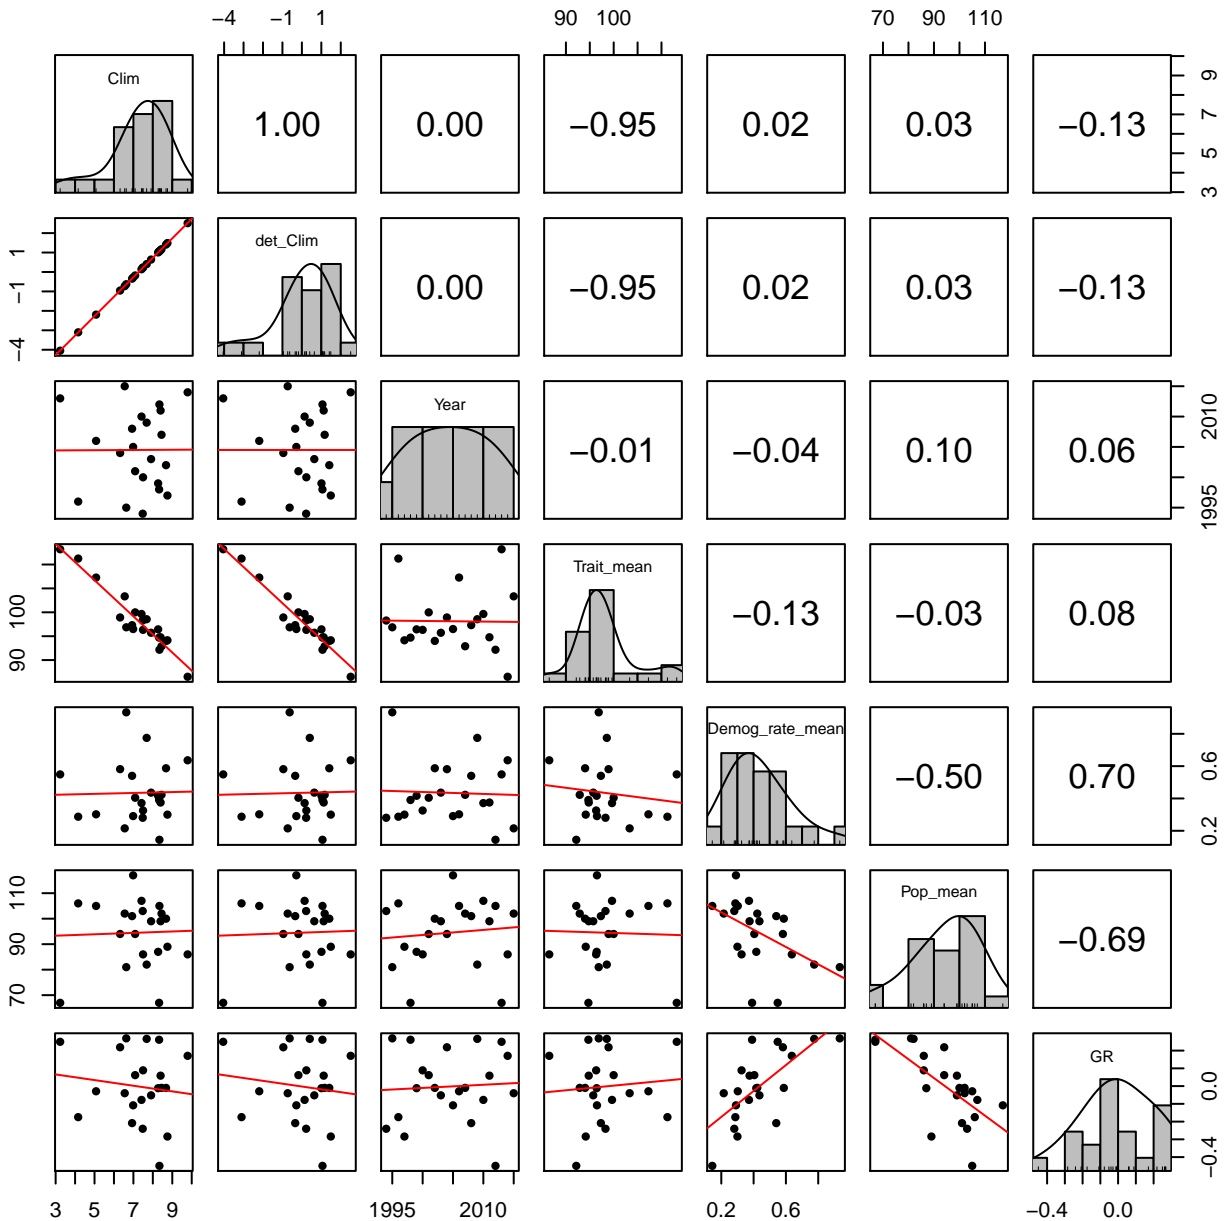 −4 −1 1 90 100 70 90 110
Clim 1.00 0.00 −0.95 0.02 0.03 −0.13 3 5 7 9
−4 −1 1 det_Clim 0.00 −0.95 0.02 0.03 −0.13
Year −0.01 −0.04 0.10 0.06 1995 2010
90 100 Trait_mean −0.13 −0.03 0.08
Demog_rate_mean −0.50 0.70 0.2 0.6
70 90 110 Pop_mean −0.69
GR −0.4 0.0
3 5 7 9 1995 2010 0.2 0.6 −0.4 0.0